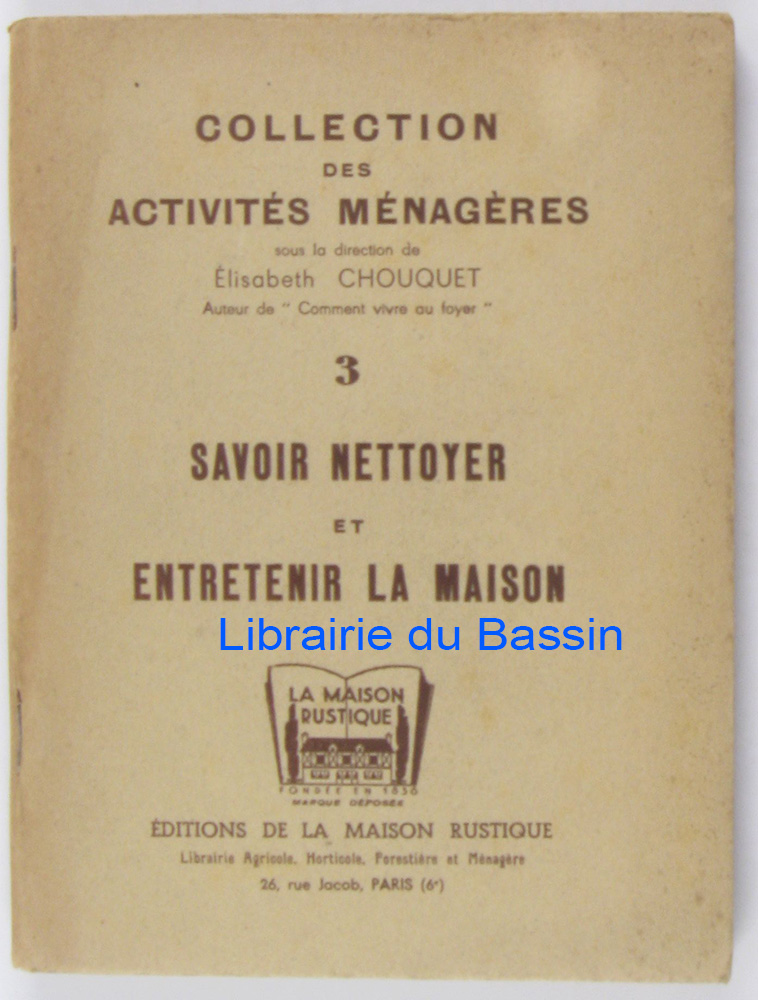 COLLECTION
DES
ACTIVITÉS MÉNAGÈRES
sous la direction de
Élisabeth CHOUQUET
Auteur de " Comment vivre au foyer "
3
SAVOIR NETTOYER
ET
ENTRETENIR LA MAISON
Librairie du Bassin
LA MAISON
RUSTIQUE
FONDÉE EN 1836
MARQUE DÉPOSÉE
ÉDITIONS DE LA MAISON RUSTIQUE
Librairie Agricole, Horticole, Forestière et Ménagère
26, rue Jacob, PARIS (6e)